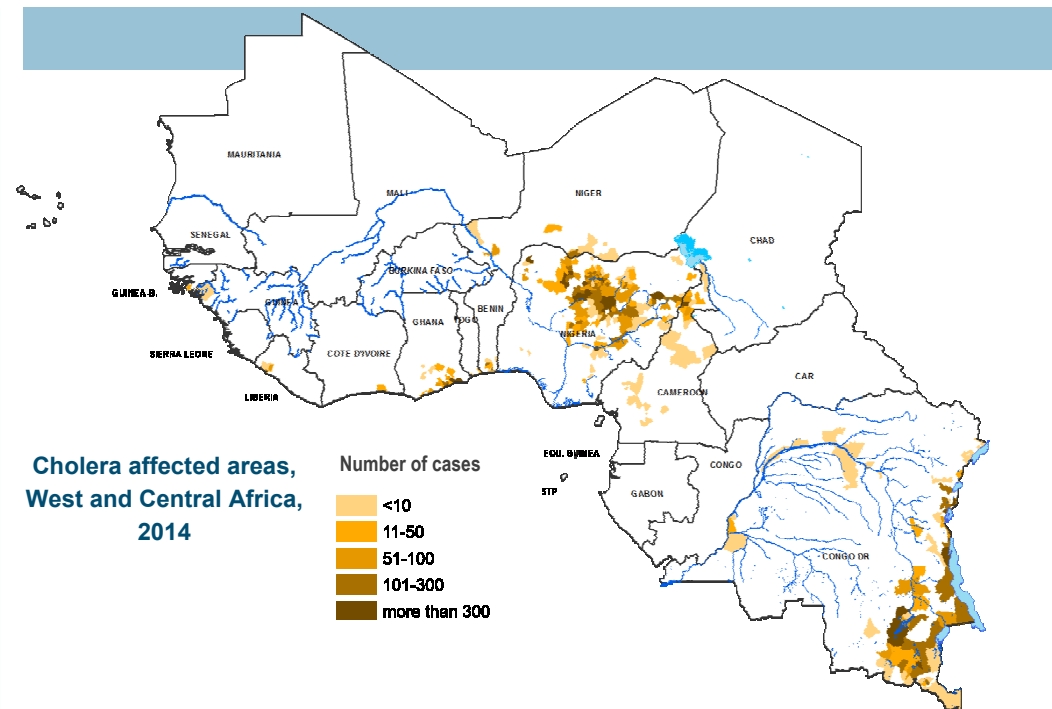 MAURITANIA
MALI
NIGER
CHAD
SENEGAL
BURKINA FASO
GUINEA-B.
GUINEA
BENIN
GHANA
TOGO
NIGERIA
SIERRA LEONE
COTE D'IVOIRE
CAR
LIBERIA
CAMEROON
EQU. GUINEA
CONGO
STP
GABON
CONGO DR
Cholera affected areas,
West and Central Africa,
2014
Number of cases
<10
11-50
51-100
101-300
more than 300